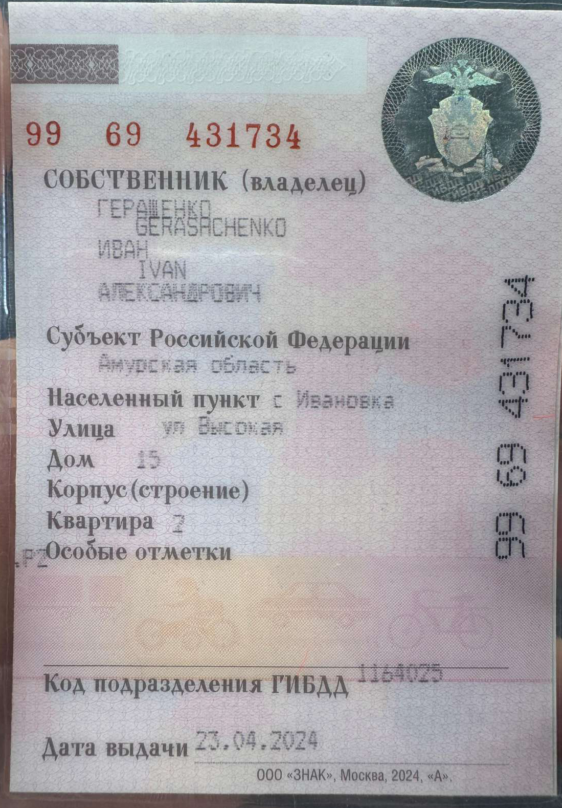 99 69 431734
СОБСТВЕННИК (владелец)
ГЕРАЩЕНКО
GERASHCHENKO
ИВАН
IVAN
АЛЕКСАНДРОВИЧ
Субъект Российской Федерации
Амурская область
Населенный пункт с Ивановка
Улица ул Высокая
Дом 15
Корпус (строение)
Квартира 2
Особые отметки
Код подразделения ГИБДД 1164025
Дата выдачи 23.04.2024
ООО «ЗНАК», Москва, 2024, «А».
99 69 431734